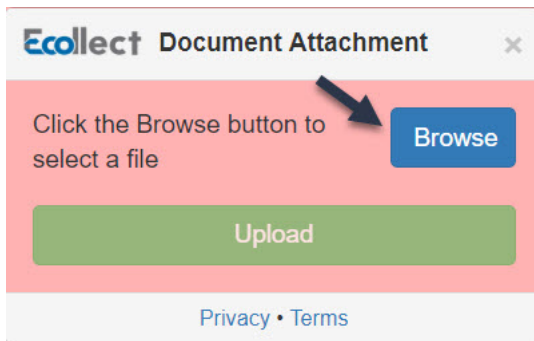 Ecollect Document Attachment ×
Click the Browse button to
select a file
Browse
Upload
Privacy • Terms